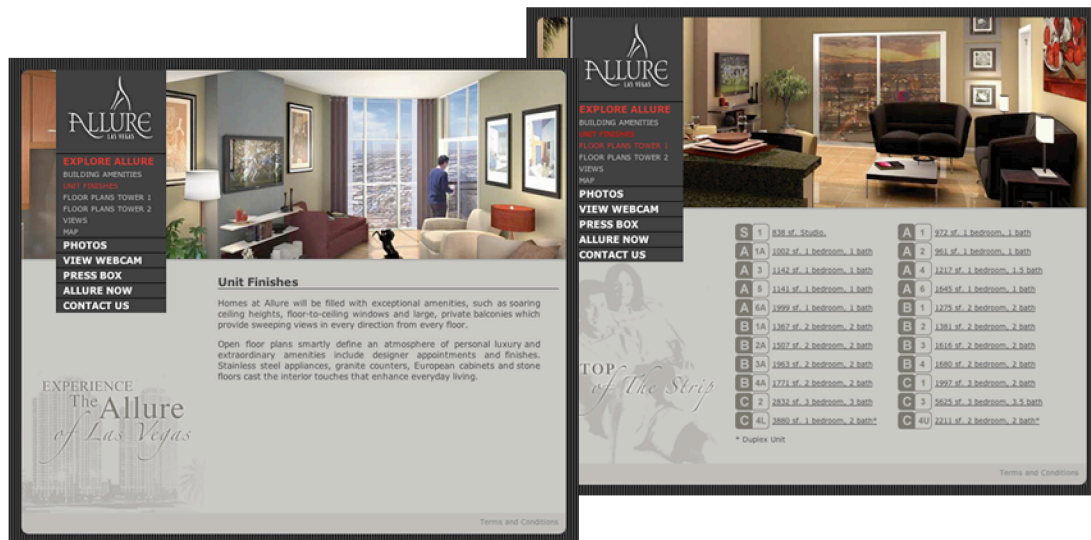 ALLURE
LAS VEGAS
EXPLORE ALLURE
BUILDING AMENITIES
UNIT FINISHES
FLOOR PLANS TOWER 1
FLOOR PLANS TOWER 2
VIEWS
MAP
PHOTOS
VIEW WEBCAM
PRESS BOX
ALLURE NOW
CONTACT US
Unit Finishes
Homes at Allure will be filled with exceptional amenities, such as soaring
ceiling heights, floor-to-ceiling windows and large, private balconies which
provide sweeping views in every direction from every floor.
Open floor plans smartly define an atmosphere of personal luxury and
extraordinary amenities include designer appointments and finishes.
Stainless steel appliances, granite counters, European cabinets and stone
floors cast the interior touches that enhance everyday living.
EXPERIENCE
The Allure
of Las Vegas
Terms and Conditions
ALLURE
LAS VEGAS
EXPLORE ALLURE
BUILDING AMENITIES
UNIT FINISHES
FLOOR PLANS TOWER 1
FLOOR PLANS TOWER 2
VIEWS
MAP
PHOTOS
VIEW WEBCAM
PRESS BOX
ALLURE NOW
CONTACT US
TOP
of The Strip
S 1 838 sf. Studio.
A 1 972 sf. 1 bedroom, 1 bath
A 1A 1002 sf. 1 bedroom, 1 bath
A 2 961 sf. 1 bedroom, 1 bath
A 3 1142 sf. 1 bedroom, 1 bath
A 4 1217 sf. 1 bedroom, 1.5 bath
A 5 1141 sf. 1 bedroom, 1 bath
A 6 1645 sf. 1 bedroom, 1 bath
A 6A 1999 sf. 1 bedroom, 1 bath
B 1 1275 sf. 2 bedroom, 2 bath
B 1A 1367 sf. 2 bedroom, 2 bath
B 2 1381 sf. 2 bedroom, 2 bath
B 2A 1507 sf. 2 bedroom, 2 bath
B 3 1616 sf. 2 bedroom, 2 bath
B 3A 1963 sf. 2 bedroom, 2 bath
B 4 1680 sf. 2 bedroom, 2 bath
B 4A 1771 sf. 2 bedroom, 2 bath
C 1 1997 sf. 3 bedroom, 2 bath
C 2 2832 sf. 3 bedroom, 3 bath
C 3 5625 sf. 3 bedroom, 3.5 bath
C 4L 3880 sf. 1 bedroom, 2 bath*
C 4U 2211 sf. 2 bedroom, 2 bath*
* Duplex Unit
Terms and Conditions